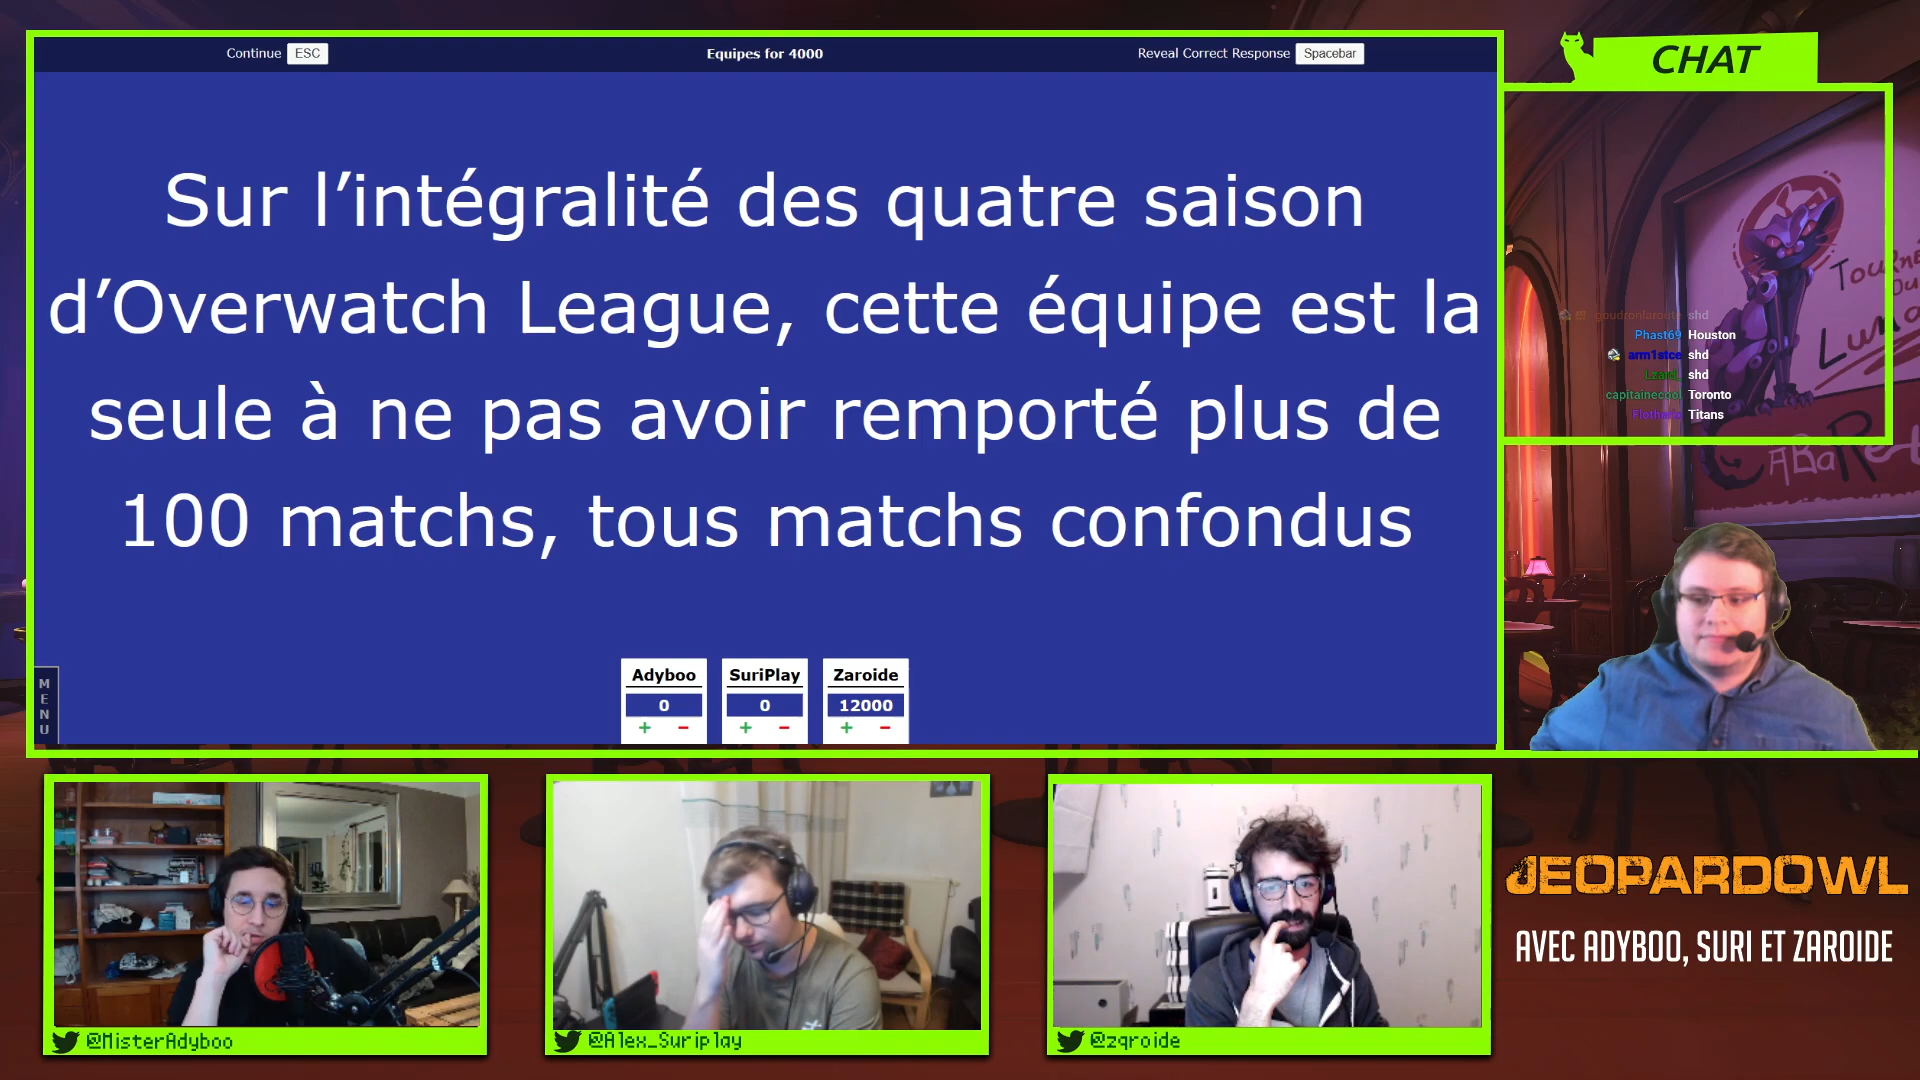 Continue ESC
Equipes for 4000
Reveal Correct Response Spacebar
Sur l’intégralité des quatre saison
d’Overwatch League, cette équipe est la
seule à ne pas avoir remporté plus de
100 matchs, tous matchs confondus
MENU
Adyboo SuriPlay Zaroide
0 0 12000
+ − + − + −
CHAT
goudronlaroute shd
Phast69 Houston
arm1stce shd
shd
capitainecool Toronto
Titans
CABARET
@MisterAdyboo
@Alex_Suriplay
@zqroide
JEOPARDOWL
AVEC ADYBOO, SURI ET ZAROIDE